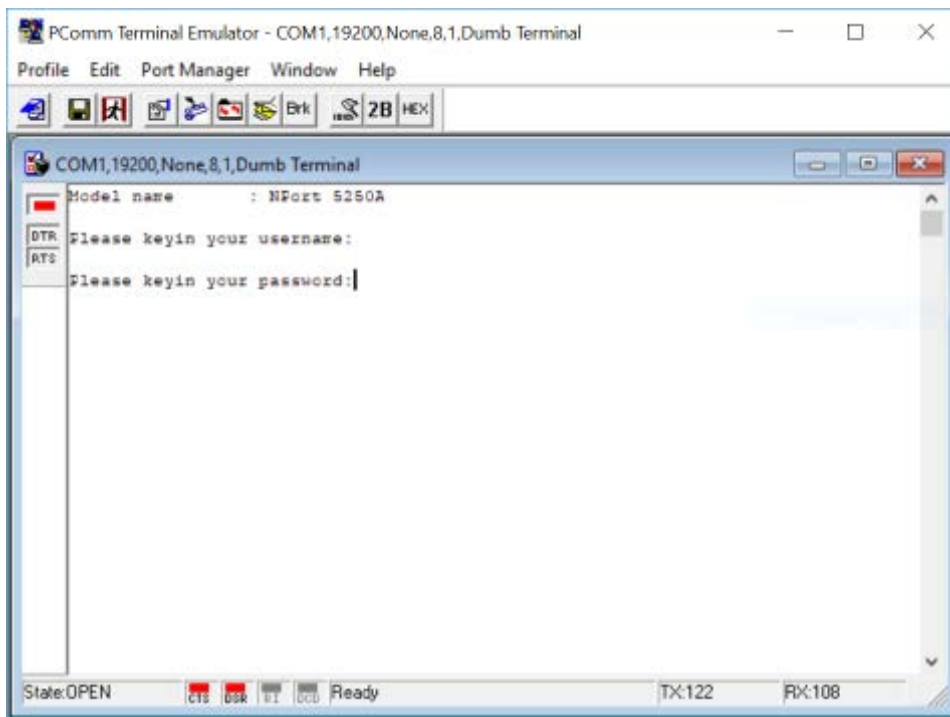 PComm Terminal Emulator - COM1,19200,None,8,1,Dumb Terminal
Profile Edit Port Manager Window Help
Brk 2B HEX
COM1,19200,None,8,1,Dumb Terminal
Model name : NPort 5250A
DTR
Please keyin your username:
RTS
Please keyin your password:
State:OPEN CTS DSR RI DCD Ready TX:122 RX:108